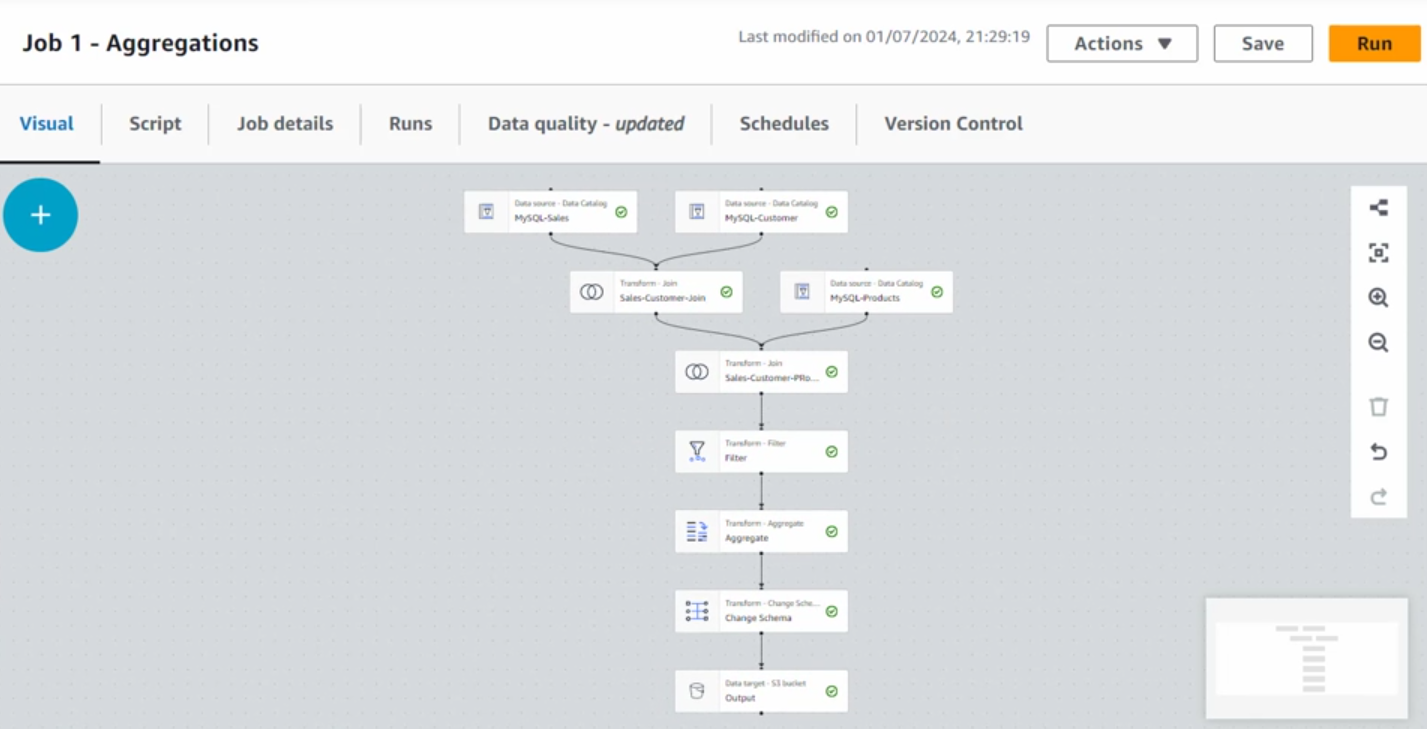 Job 1 - Aggregations
Last modified on 01/07/2024, 21:29:19
Actions
Save
Run
Visual
Script
Job details
Runs
Data quality - updated
Schedules
Version Control
Data source - Data Catalog
MySQL-Sales
Data source - Data Catalog
MySQL-Customer
Transform - Join
Sales-Customer-Join
Data source - Data Catalog
MySQL-Products
Transform - Join
Sales-Customer-PRo...
Transform - Filter
Filter
Transform - Aggregate
Aggregate
Transform - Change Sche...
Change Schema
Data target - S3 bucket
Output